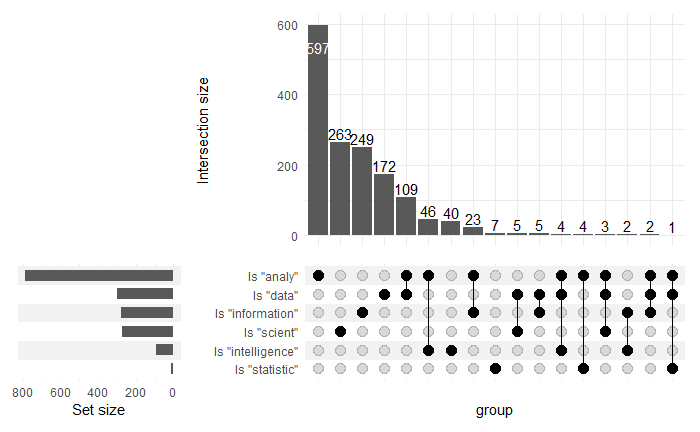 600
400
200
0
Intersection size
597
263
249
172
109
46
40
23
7
5
5
4
4
3
2
2
1
Is "analy"
Is "data"
Is "information"
Is "scient"
Is "intelligence"
Is "statistic"
800 600 400 200 0
Set size
group